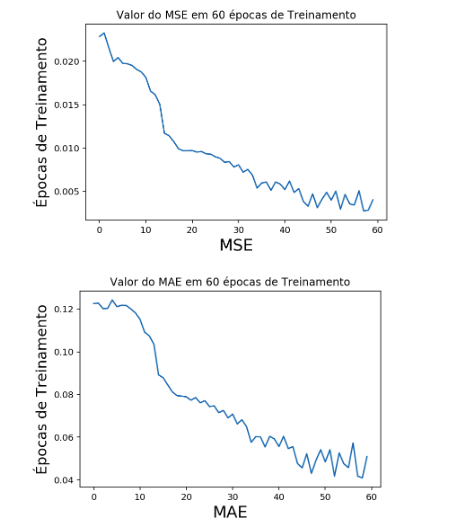 Valor do MSE em 60 épocas de Treinamento
Épocas de Treinamento
0.020
0.015
0.010
0.005
0 10 20 30 40 50 60
MSE
Valor do MAE em 60 épocas de Treinamento
Épocas de Treinamento
0.12
0.10
0.08
0.06
0.04
0 10 20 30 40 50 60
MAE